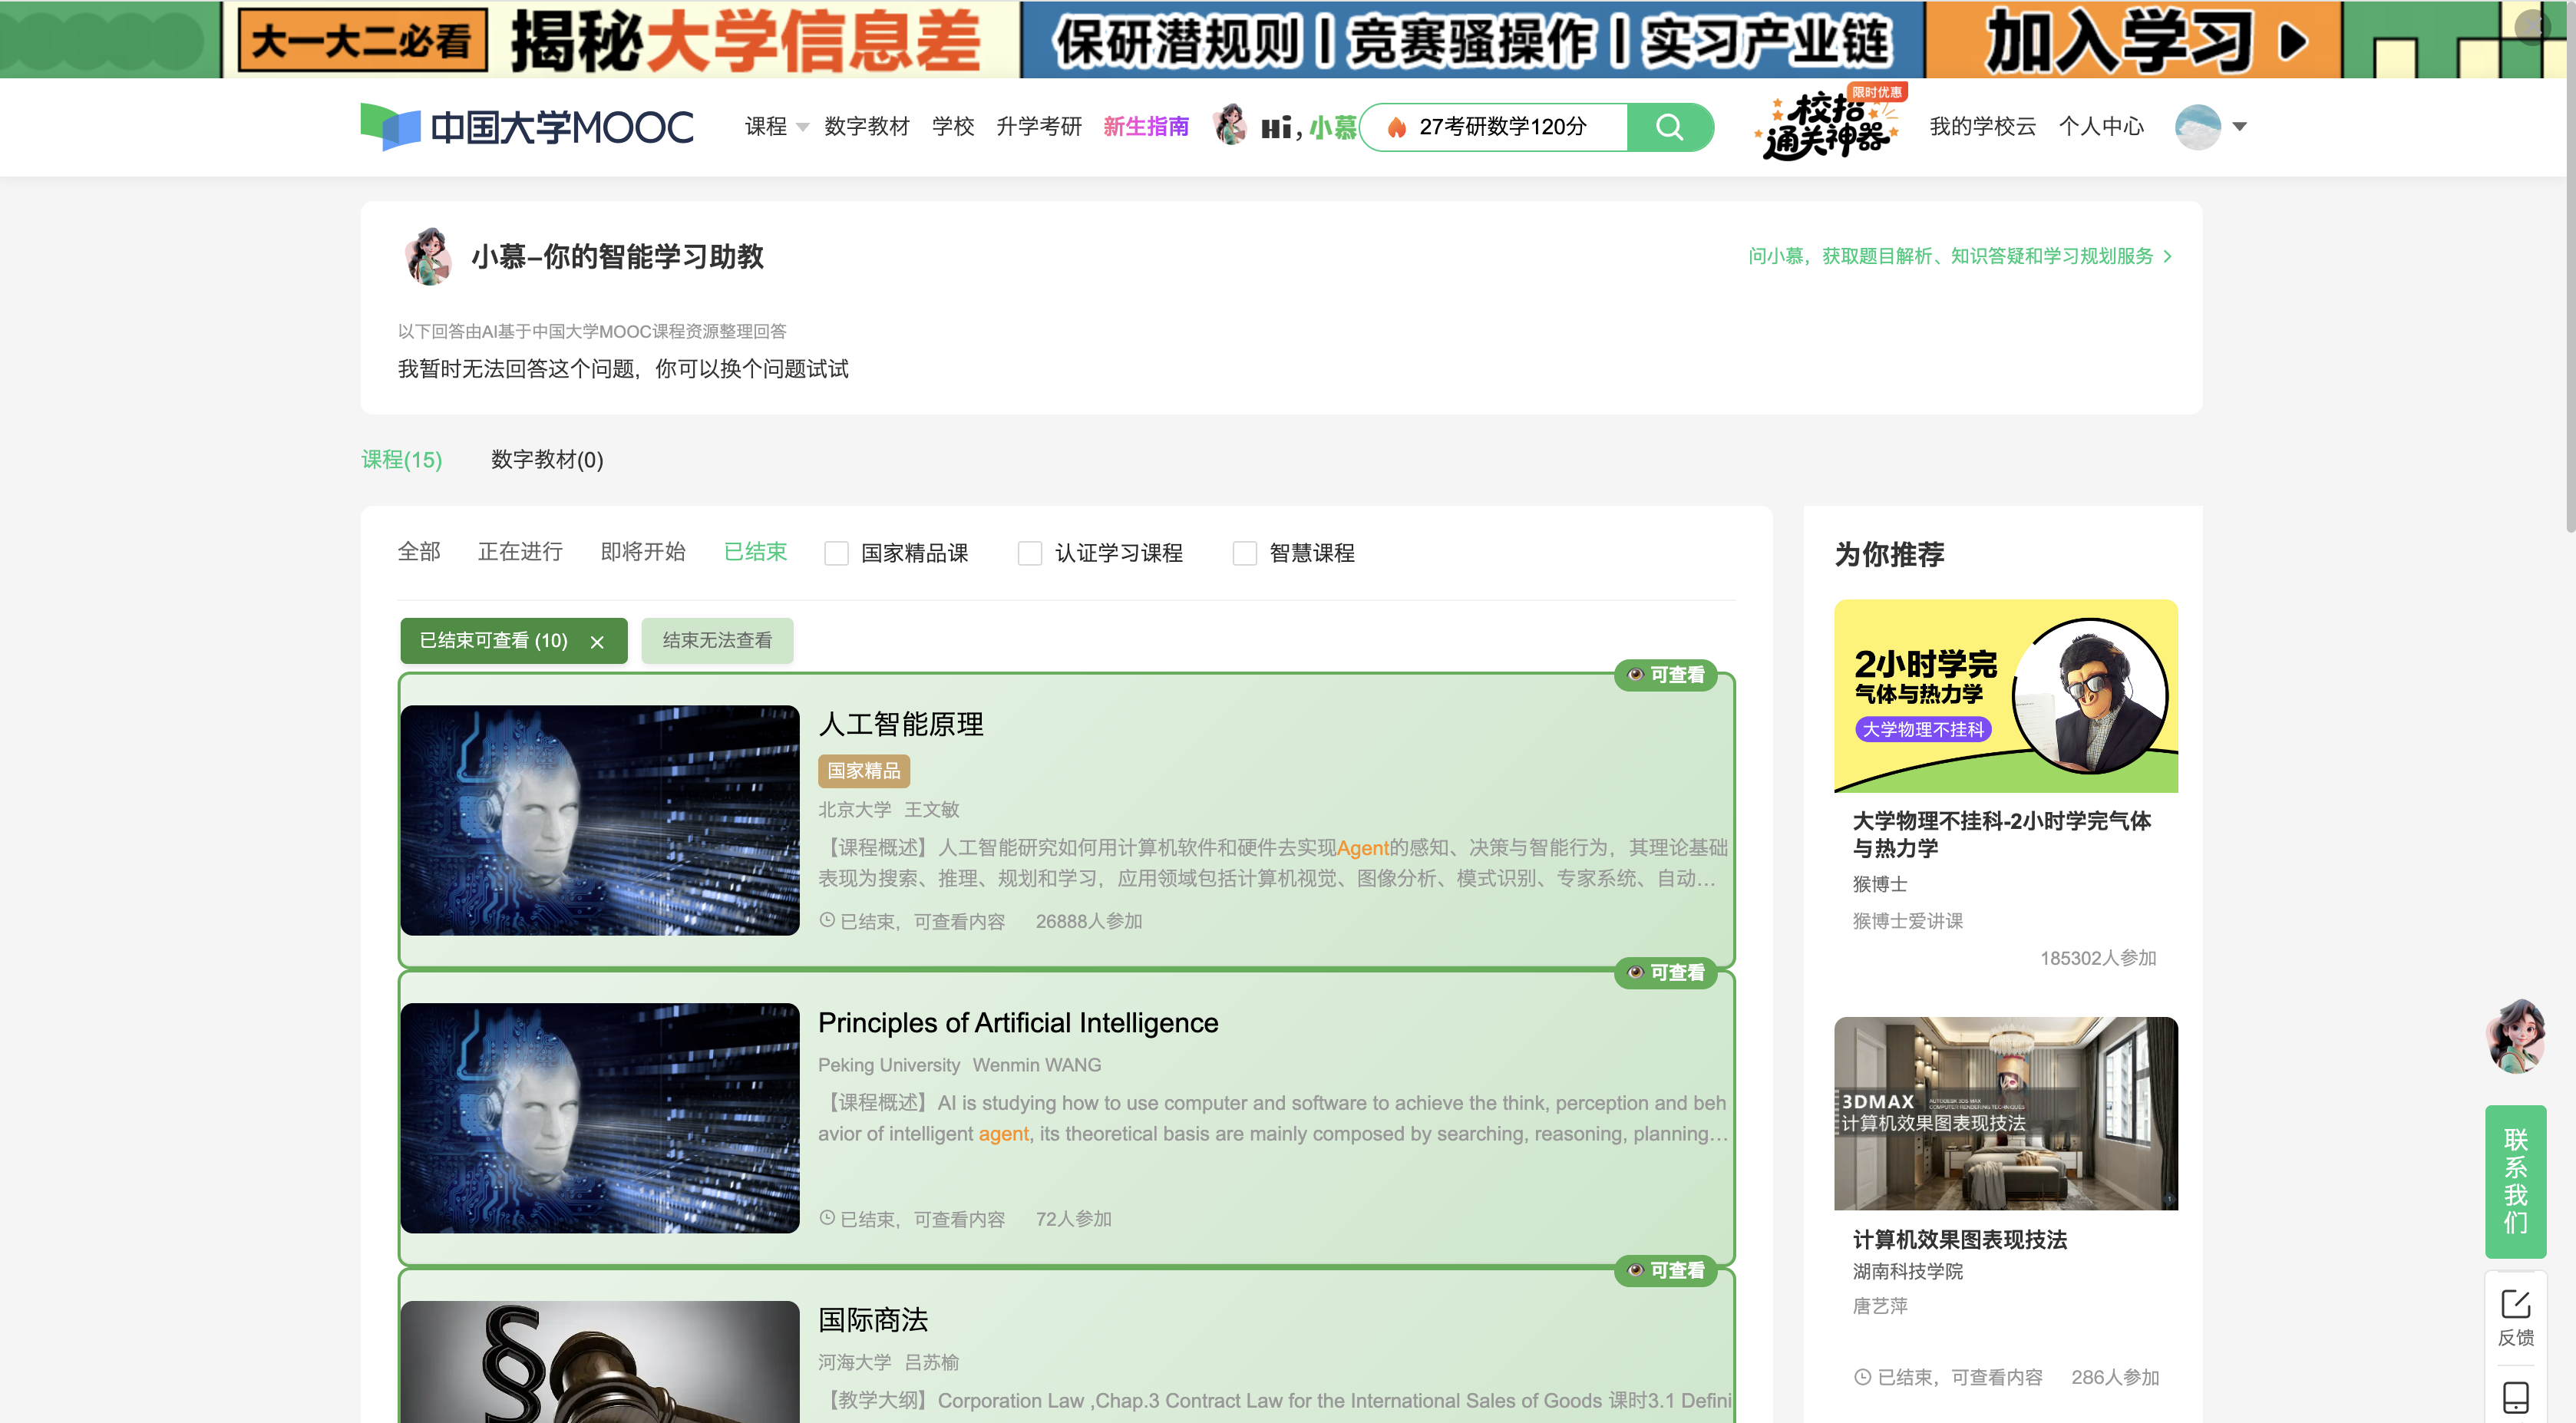 大一大二必看 揭秘大学信息差 保研潜规则 | 竞赛骚操作 | 实习产业链 加入学习
中国大学MOOC 课程 数字教材 学校 升学考研 新生指南 Hi,小慕 27考研数学120分 校招通关神器 限时优惠 我的学校云 个人中心
小慕-你的智能学习助教
问小慕，获取题目解析、知识答疑和学习规划服务 >
以下回答由AI基于中国大学MOOC课程资源整理回答
我暂时无法回答这个问题，你可以换个问题试试
课程(15) 数字教材(0)
全部 正在进行 即将开始 已结束 国家精品课 认证学习课程 智慧课程
已结束可查看 (10) × 结束无法查看
可查看
人工智能原理
国家精品
北京大学 王文敏
【课程概述】人工智能研究如何用计算机软件和硬件去实现Agent的感知、决策与智能行为，其理论基础
表现为搜索、推理、规划和学习，应用领域包括计算机视觉、图像分析、模式识别、专家系统、自动…
已结束，可查看内容 26888人参加
可查看
Principles of Artificial Intelligence
Peking University Wenmin WANG
【课程概述】AI is studying how to use computer and software to achieve the think, perception and beh
avior of intelligent agent, its theoretical basis are mainly composed by searching, reasoning, planning…
已结束，可查看内容 72人参加
可查看
国际商法
河海大学 吕苏榆
【教学大纲】Corporation Law ,Chap.3 Contract Law for the International Sales of Goods 课时3.1 Defini
为你推荐
2小时学完
气体与热力学
大学物理不挂科
大学物理不挂科-2小时学完气体
与热力学
猴博士
猴博士爱讲课
185302人参加
3DMAX AUTODESK 3DS MAX
COMPUTER RENDERING TECHNIQUES
计算机效果图表现技法
计算机效果图表现技法
湖南科技学院
唐艺萍
已结束，可查看内容 286人参加
联系我们
反馈